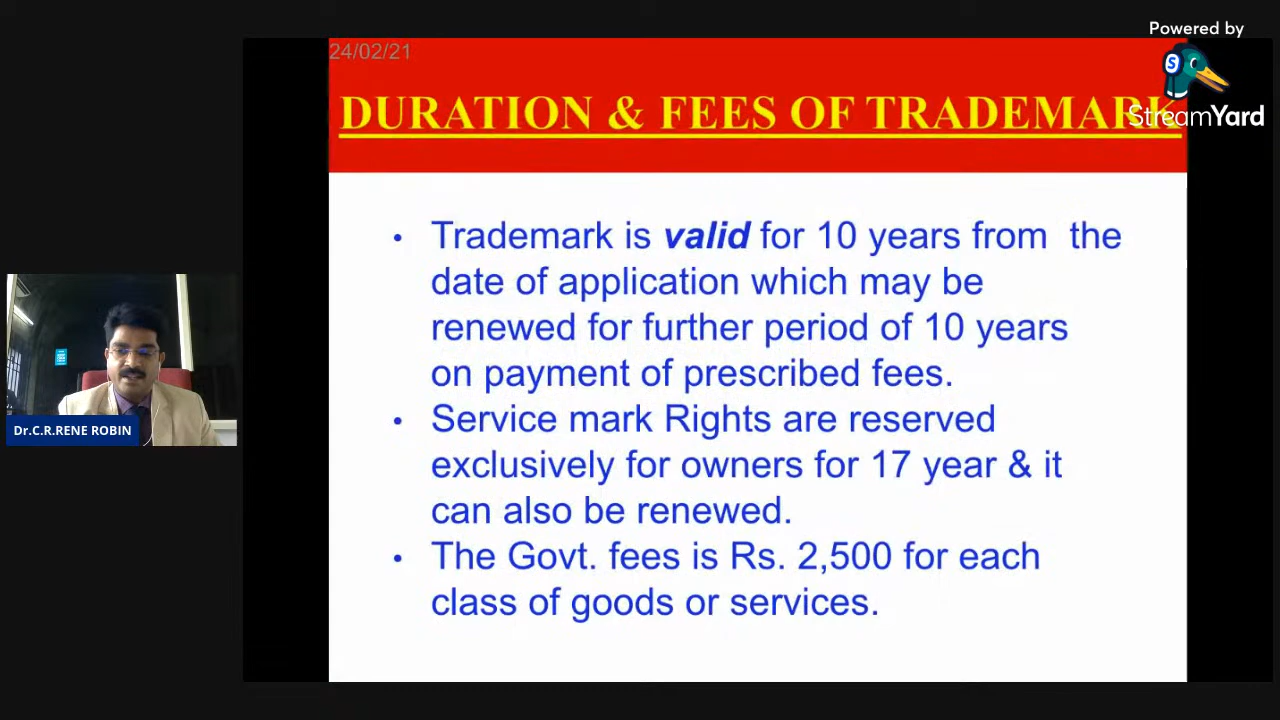 Powered by
StreamYard
24/02/21
DURATION & FEES OF TRADEMARK
• Trademark is valid for 10 years from the
date of application which may be
renewed for further period of 10 years
on payment of prescribed fees.
• Service mark Rights are reserved
exclusively for owners for 17 year & it
can also be renewed.
• The Govt. fees is Rs. 2,500 for each
class of goods or services.
Dr.C.R.RENE ROBIN